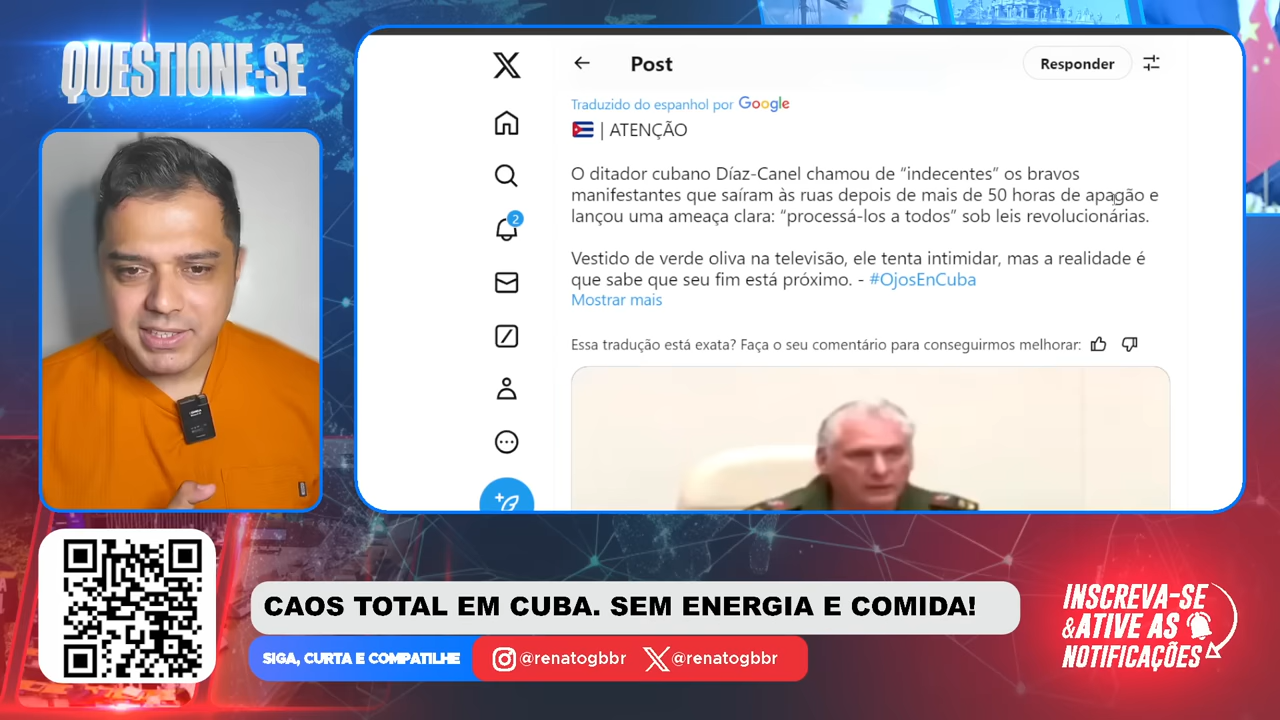 QUESTIONE-SE
Post
Responder
Traduzido do espanhol por Google
| ATENÇÃO
O ditador cubano Díaz-Canel chamou de “indecentes” os bravos
manifestantes que saíram às ruas depois de mais de 50 horas de apagão e
lançou uma ameaça clara: “processá-los a todos” sob leis revolucionárias.
Vestido de verde oliva na televisão, ele tenta intimidar, mas a realidade é
que sabe que seu fim está próximo. - #OjosEnCuba
Mostrar mais
Essa tradução está exata? Faça o seu comentário para conseguirmos melhorar:
2
CAOS TOTAL EM CUBA. SEM ENERGIA E COMIDA!
SIGA, CURTA E COMPATILHE
@renatogbbr
@renatogbbr
INSCREVA-SE
&ATIVE AS
NOTIFICAÇÕES